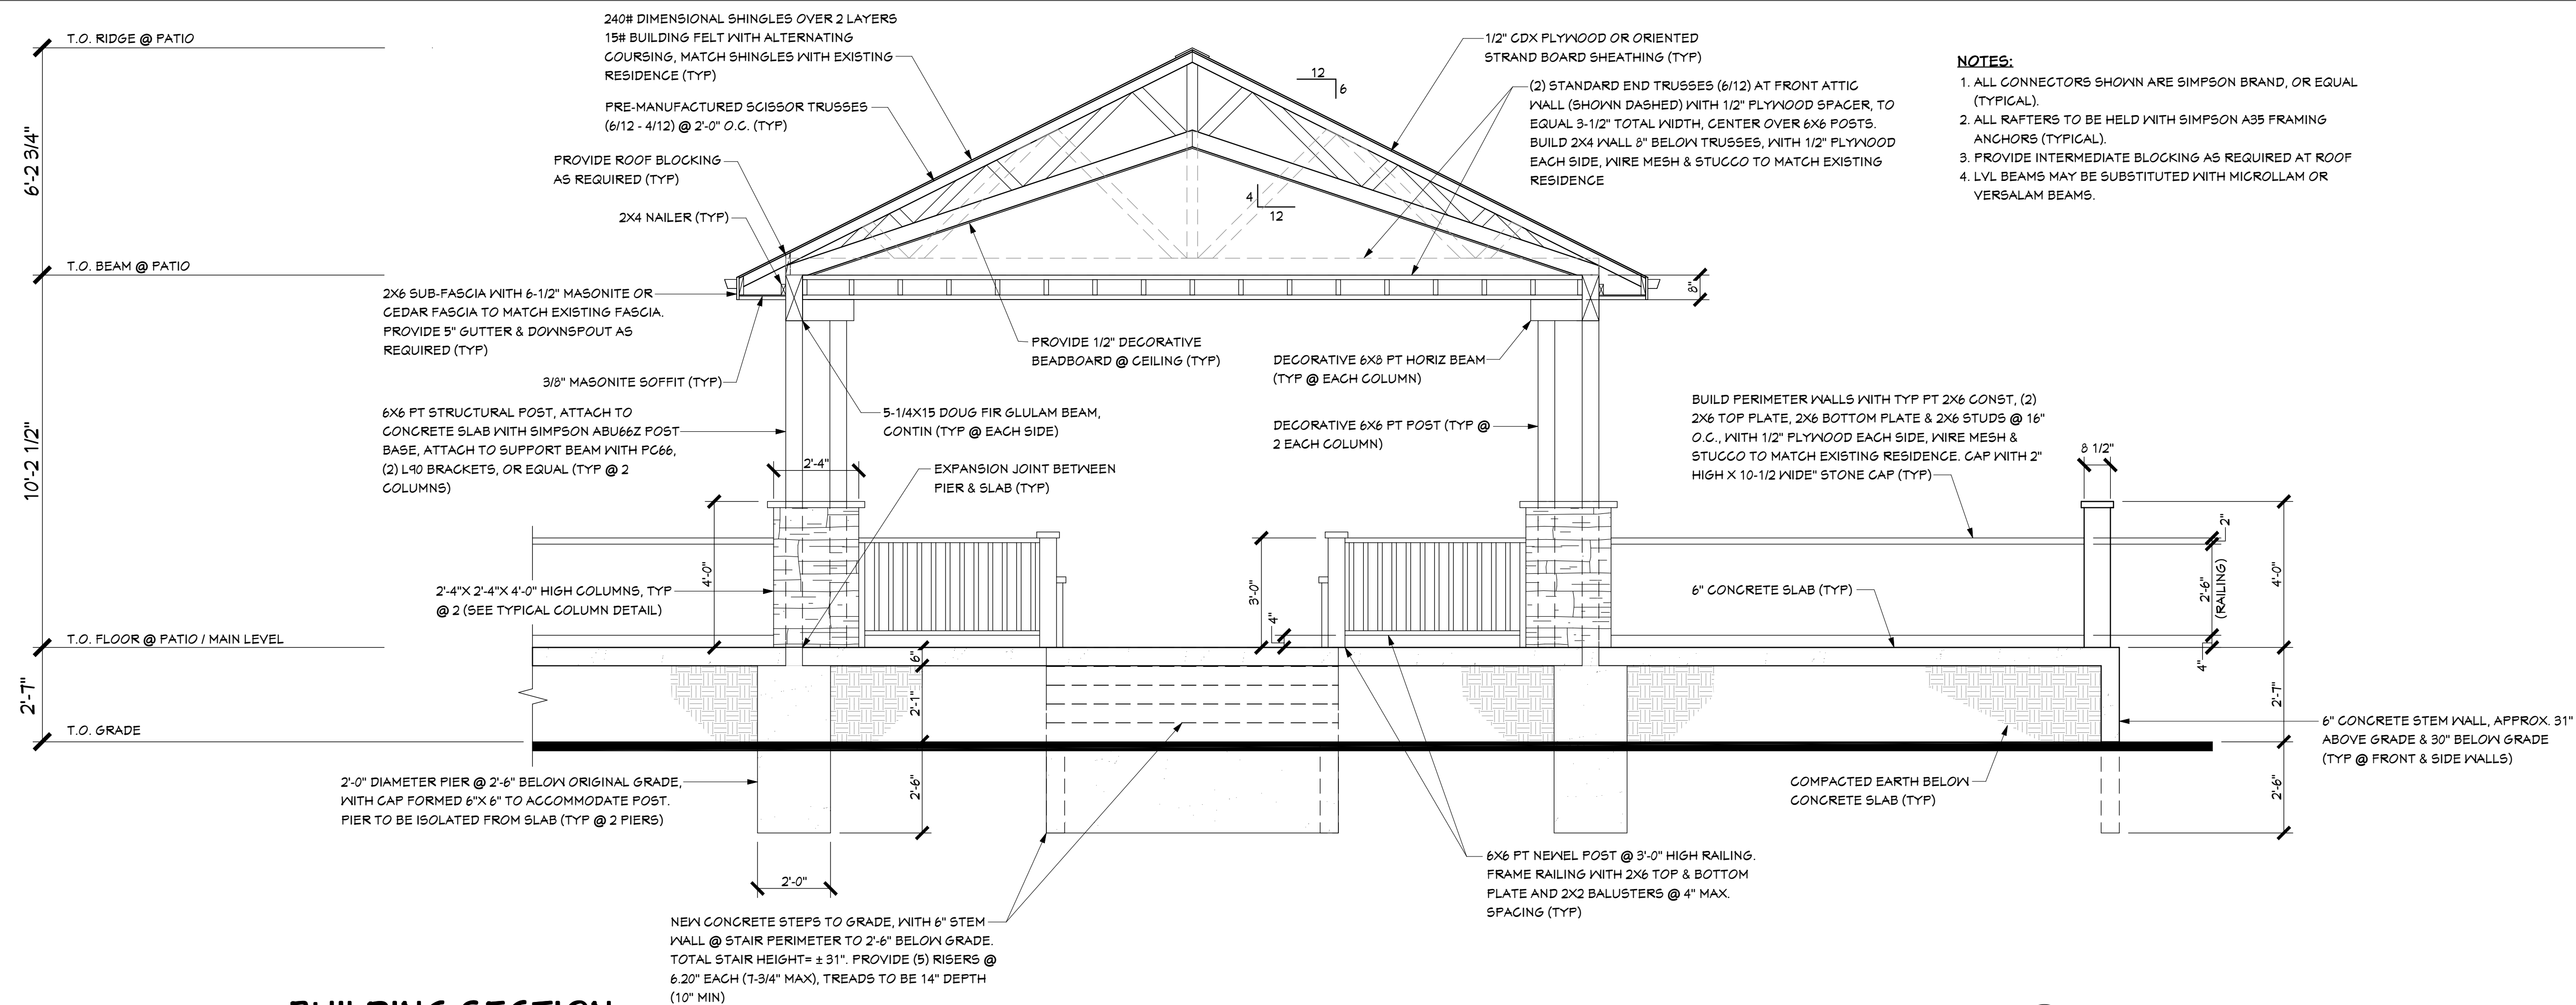 T.O. RIDGE @ PATIO
6'-2 3/4"
T.O. BEAM @ PATIO
10'-2 1/2"
T.O. FLOOR @ PATIO / MAIN LEVEL
2'-7"
T.O. GRADE
240# DIMENSIONAL SHINGLES OVER 2 LAYERS
15# BUILDING FELT WITH ALTERNATING
COURSING, MATCH SHINGLES WITH EXISTING
RESIDENCE (TYP)
PRE-MANUFACTURED SCISSOR TRUSSES
(6/12 - 4/12) @ 2'-0" O.C. (TYP)
PROVIDE ROOF BLOCKING
AS REQUIRED (TYP)
2X4 NAILER (TYP)
2X6 SUB-FASCIA WITH 6-1/2" MASONITE OR
CEDAR FASCIA TO MATCH EXISTING FASCIA.
PROVIDE 5" GUTTER & DOWNSPOUT AS
REQUIRED (TYP)
3/8" MASONITE SOFFIT (TYP)
6X6 PT STRUCTURAL POST, ATTACH TO
CONCRETE SLAB WITH SIMPSON ABU66Z POST
BASE, ATTACH TO SUPPORT BEAM WITH PC66,
(2) L90 BRACKETS, OR EQUAL (TYP @ 2
COLUMNS)
2'-4"X 2'-4"X 4'-0" HIGH COLUMNS, TYP
@ 2 (SEE TYPICAL COLUMN DETAIL)
2'-0" DIAMETER PIER @ 2'-6" BELOW ORIGINAL GRADE,
WITH CAP FORMED 6"X 6" TO ACCOMMODATE POST.
PIER TO BE ISOLATED FROM SLAB (TYP @ 2 PIERS)
12
6
4
12
1/2" CDX PLYWOOD OR ORIENTED
STRAND BOARD SHEATHING (TYP)
(2) STANDARD END TRUSSES (6/12) AT FRONT ATTIC
WALL (SHOWN DASHED) WITH 1/2" PLYWOOD SPACER, TO
EQUAL 3-1/2" TOTAL WIDTH, CENTER OVER 6X6 POSTS.
BUILD 2X4 WALL 8" BELOW TRUSSES, WITH 1/2" PLYWOOD
EACH SIDE, WIRE MESH & STUCCO TO MATCH EXISTING
RESIDENCE
NOTES:
1. ALL CONNECTORS SHOWN ARE SIMPSON BRAND, OR EQUAL
(TYPICAL).
2. ALL RAFTERS TO BE HELD WITH SIMPSON A35 FRAMING
ANCHORS (TYPICAL).
3. PROVIDE INTERMEDIATE BLOCKING AS REQUIRED AT ROOF
4. LVL BEAMS MAY BE SUBSTITUTED WITH MICROLLAM OR
VERSALAM BEAMS.
8"
PROVIDE 1/2" DECORATIVE
BEADBOARD @ CEILING (TYP)
5-1/4X15 DOUG FIR GLULAM BEAM,
CONTIN (TYP @ EACH SIDE)
2'-4"
EXPANSION JOINT BETWEEN
PIER & SLAB (TYP)
DECORATIVE 6X8 PT HORIZ BEAM
(TYP @ EACH COLUMN)
DECORATIVE 6X6 PT POST (TYP @
2 EACH COLUMN)
BUILD PERIMETER WALLS WITH TYP PT 2X6 CONST, (2)
2X6 TOP PLATE, 2X6 BOTTOM PLATE & 2X6 STUDS @ 16"
O.C., WITH 1/2" PLYWOOD EACH SIDE, WIRE MESH &
STUCCO TO MATCH EXISTING RESIDENCE. CAP WITH 2"
HIGH X 10-1/2 WIDE" STONE CAP (TYP)
8 1/2"
4'-0"
3'-0"
4"
6" CONCRETE SLAB (TYP)
2"
2'-6"
(RAILING)
4"
4'-0"
2'-7"
2'-6"
6"
2'-1"
2'-6"
2'-0"
6" CONCRETE STEM WALL, APPROX. 31"
ABOVE GRADE & 30" BELOW GRADE
(TYP @ FRONT & SIDE WALLS)
COMPACTED EARTH BELOW
CONCRETE SLAB (TYP)
6X6 PT NEWEL POST @ 3'-0" HIGH RAILING.
FRAME RAILING WITH 2X6 TOP & BOTTOM
PLATE AND 2X2 BALUSTERS @ 4" MAX.
SPACING (TYP)
NEW CONCRETE STEPS TO GRADE, WITH 6" STEM
WALL @ STAIR PERIMETER TO 2'-6" BELOW GRADE.
TOTAL STAIR HEIGHT= ± 31". PROVIDE (5) RISERS @
6.20" EACH (7-3/4" MAX), TREADS TO BE 14" DEPTH
(10" MIN)
BUILDING SECTION